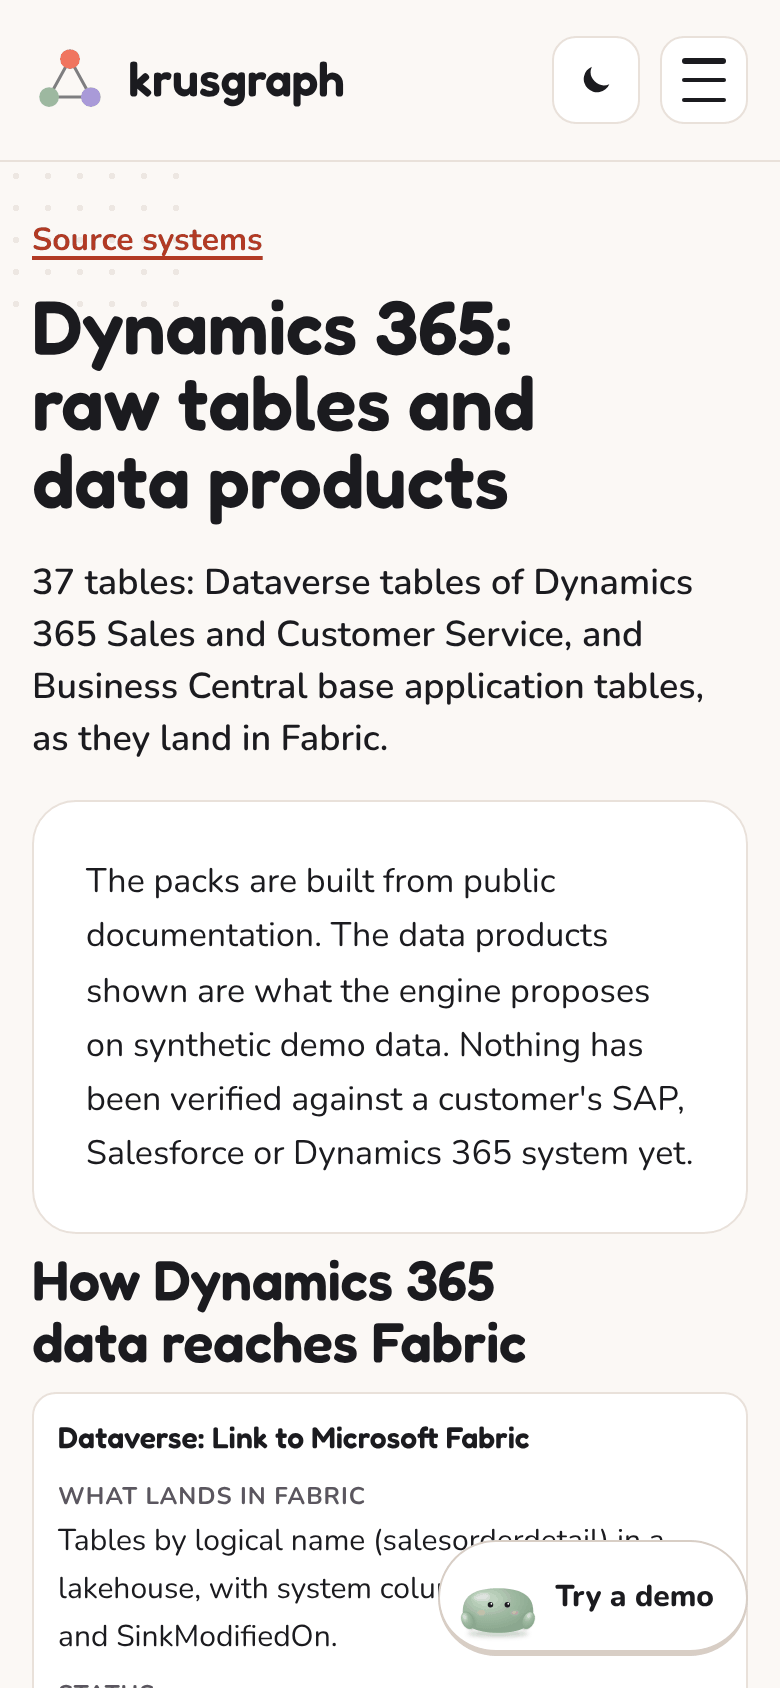 krusgraph
Source systems
Dynamics 365:
raw tables and
data products
37 tables: Dataverse tables of Dynamics
365 Sales and Customer Service, and
Business Central base application tables,
as they land in Fabric.
The packs are built from public
documentation. The data products
shown are what the engine proposes
on synthetic demo data. Nothing has
been verified against a customer's SAP,
Salesforce or Dynamics 365 system yet.
How Dynamics 365
data reaches Fabric
Dataverse: Link to Microsoft Fabric
WHAT LANDS IN FABRIC
Tables by logical name (salesorderdetail) in a
lakehouse, with system
and SinkModifiedOn.
Try a demo